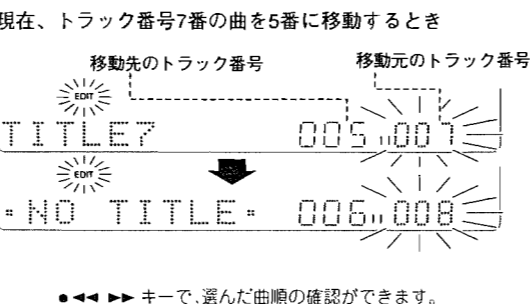 現在、トラック番号7番の曲を5番に移動するとき
移動先のトラック番号 移動元のトラック番号
EDIT
TITLE7 005 007
EDIT
NO TITLE 006 008
●◀◀ ▶▶ キーで、選んだ曲順の確認ができます。